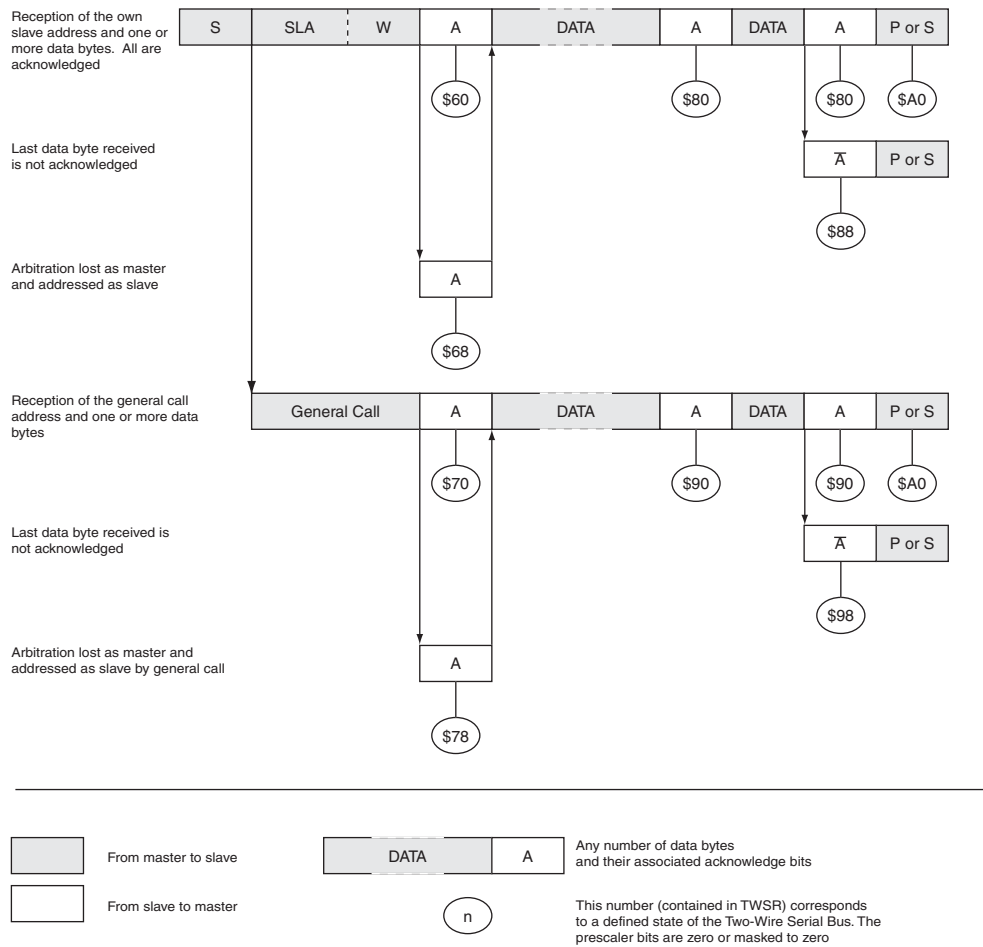 Reception of the own
slave address and one or
more data bytes.  All are
acknowledged
S SLA W A DATA A DATA A P or S
$60 $80 $80 $A0
Last data byte received
is not acknowledged
A̅ P or S
$88
Arbitration lost as master
and addressed as slave
A
$68
Reception of the general call
address and one or more data
bytes
General Call A DATA A DATA A P or S
$70 $90 $90 $A0
Last data byte received is
not acknowledged
A̅ P or S
$98
Arbitration lost as master and
addressed as slave by general call
A
$78
From master to slave
DATA A
Any number of data bytes
and their associated acknowledge bits
From slave to master
n
This number (contained in TWSR) corresponds
to a defined state of the Two-Wire Serial Bus. The
prescaler bits are zero or masked to zero